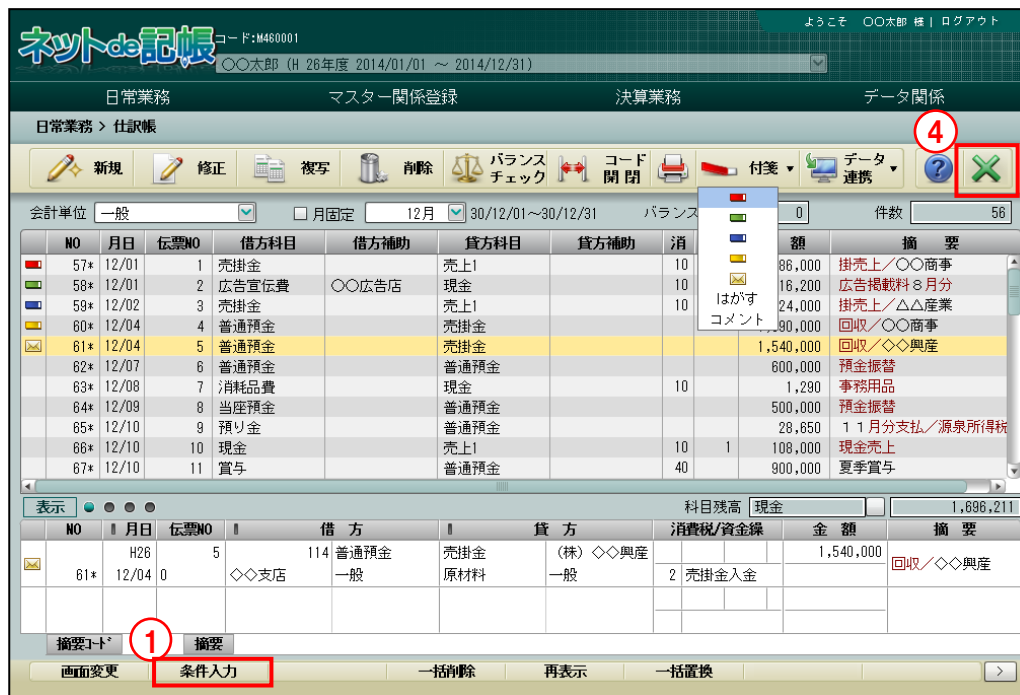 ようこそ 〇〇太郎 様 | ログアウト
ネットde記帳
コード:M460001
〇〇太郎 (H 26年度 2014/01/01 ～ 2014/12/31)
日常業務 マスター関係登録 決算業務 データ関係
日常業務 > 仕訳帳
④
新規 修正 複写 削除 バランスチェック コード開閉 付箋 データ連携 ?
会計単位 一般 月固定 12月 30/12/01～30/12/31 バランス 0 件数 56
NO 月日 伝票NO 借方科目 借方補助 貸方科目 貸方補助 消 額 摘 要
57* 12/01 1 売掛金 売上1 10 86,000 掛売上／〇〇商事
58* 12/01 2 広告宣伝費 〇〇広告店 現金 10 16,200 広告掲載料８月分
59* 12/02 3 売掛金 売上1 10 24,000 掛売上／△△産業
60* 12/04 4 普通預金 売掛金 90,000 回収／〇〇商事
61* 12/04 5 普通預金 売掛金 1,540,000 回収／◇◇興産
62* 12/07 6 普通預金 普通預金 600,000 預金振替
63* 12/08 7 消耗品費 現金 10 1,290 事務用品
64* 12/09 8 当座預金 普通預金 500,000 預金振替
65* 12/10 9 預り金 普通預金 28,650 １１月分支払／源泉所得税
66* 12/10 10 現金 売上1 10 1 108,000 現金売上
67* 12/10 11 賞与 普通預金 40 900,000 夏季賞与
はがす
コメント
表示 科目残高 現金 1,696,211
NO 月日 伝票NO 借 方 貸 方 消費税/資金繰 金 額 摘 要
H26 5 114 普通預金 売掛金 (株) ◇◇興産 1,540,000 回収／◇◇興産
61* 12/04 0 ◇◇支店 一般 原材料 一般 2 売掛金入金
摘要ｺｰﾄﾞ 摘要
①
画面変更 条件入力 一括削除 再表示 一括置換 >